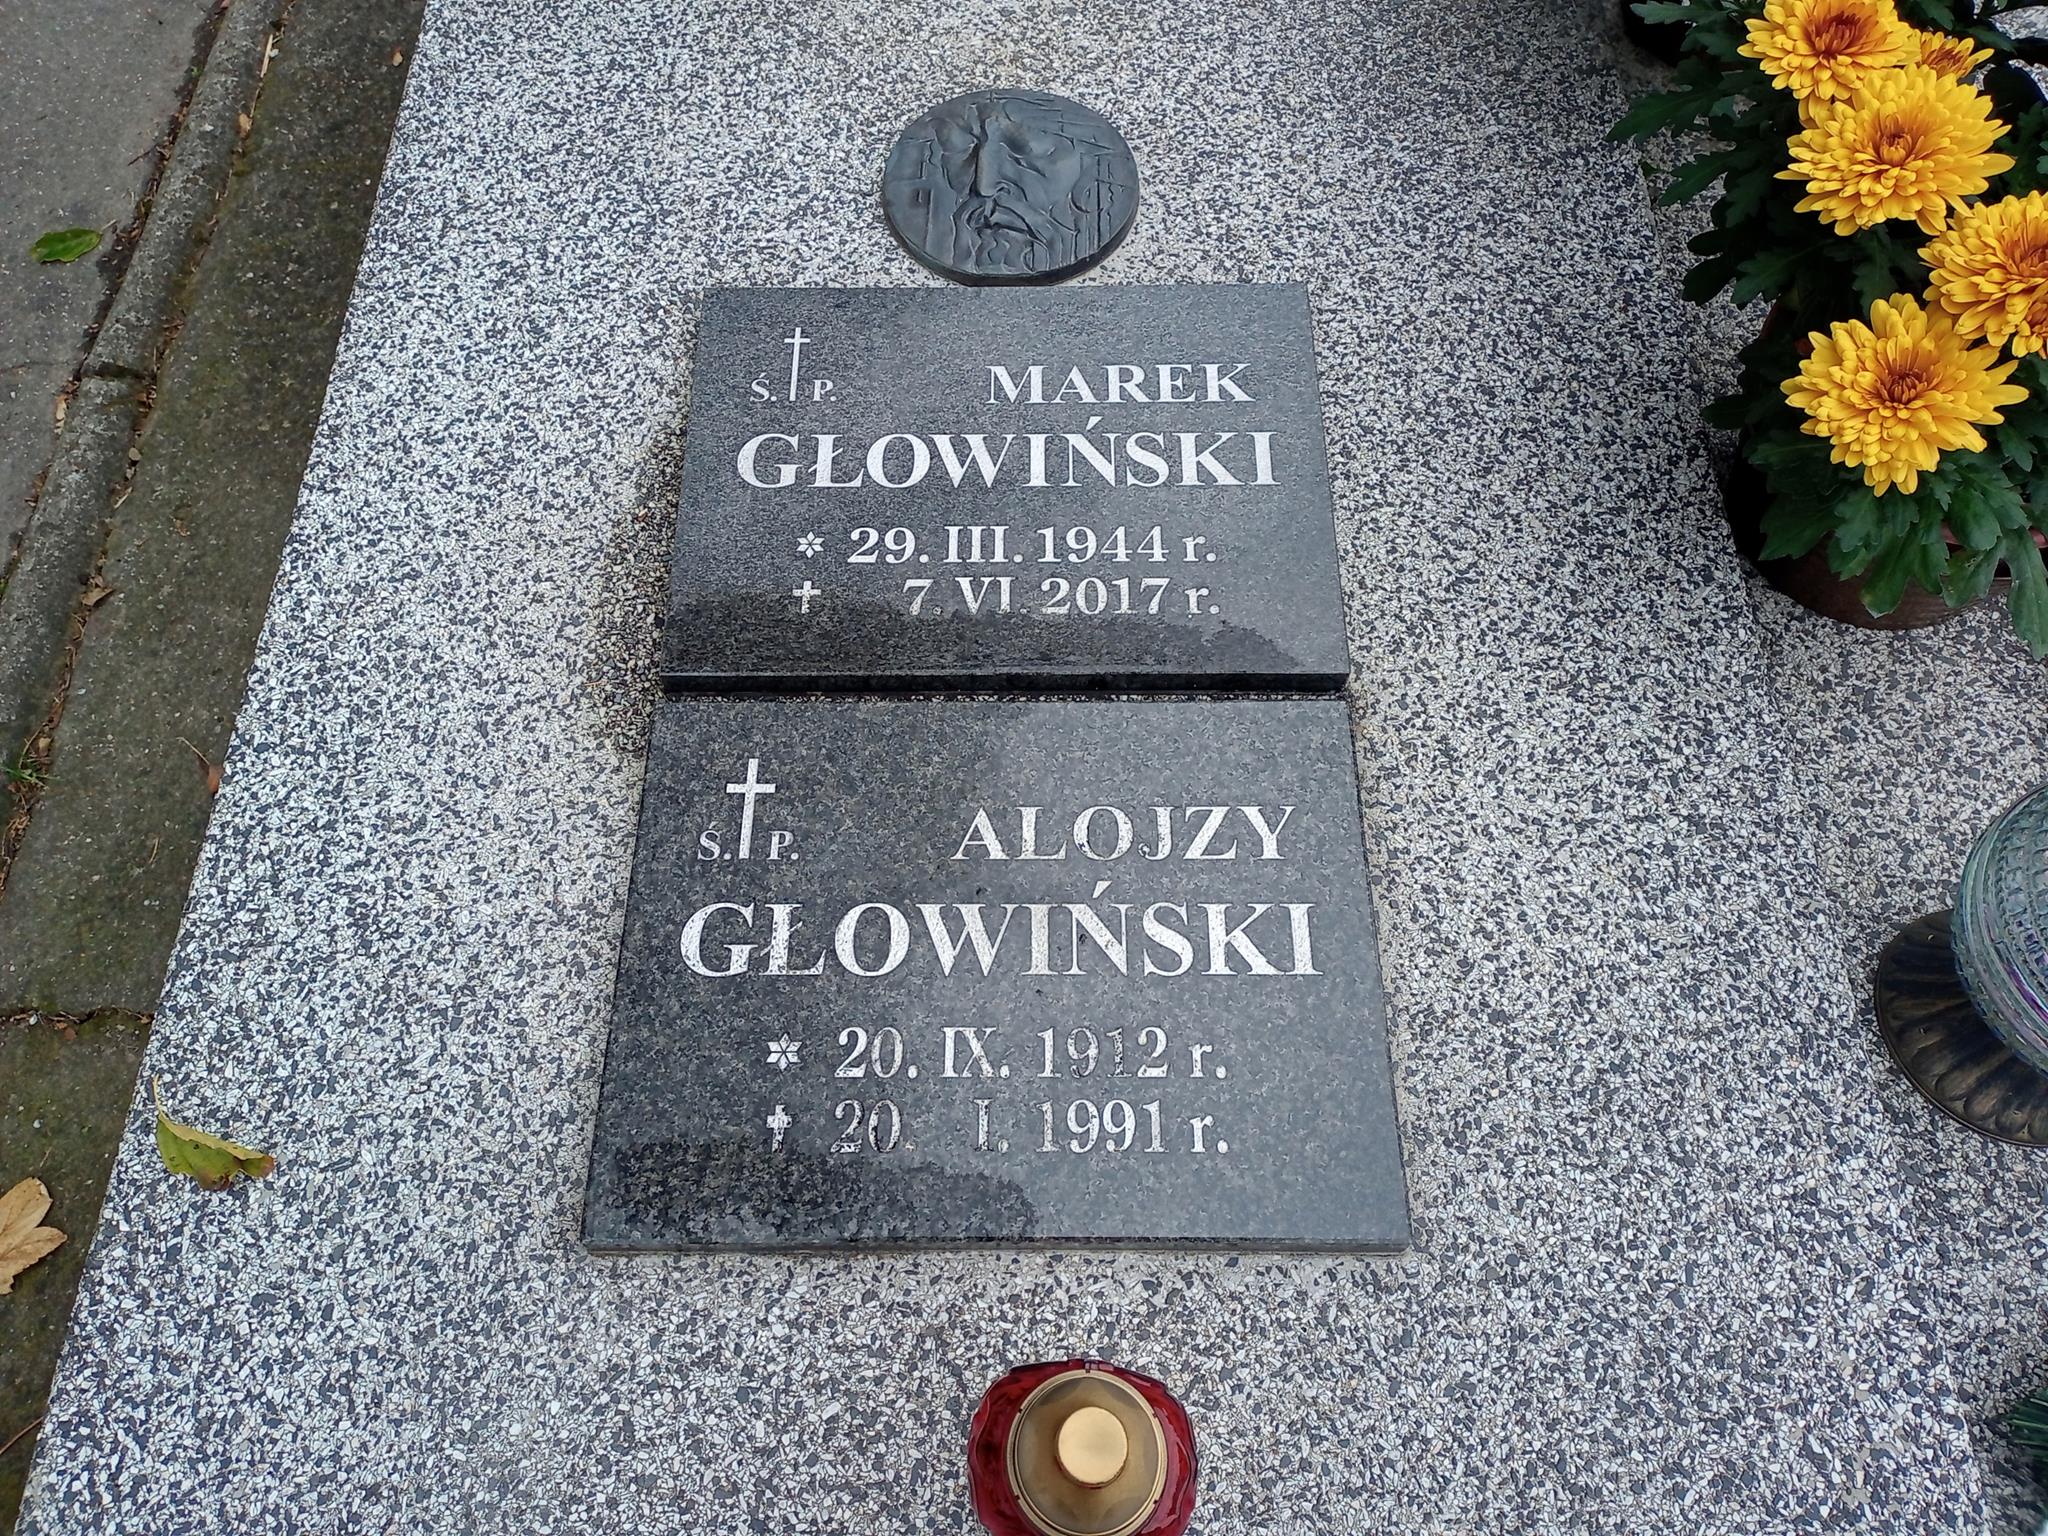 Ś. P. MAREK
GŁOWIŃSKI
29. III. 1944 r.
7. VI. 2017 r.
Ś. P. ALOJZY
GŁOWIŃSKI
20. IX. 1912 r.
20. I. 1991 r.